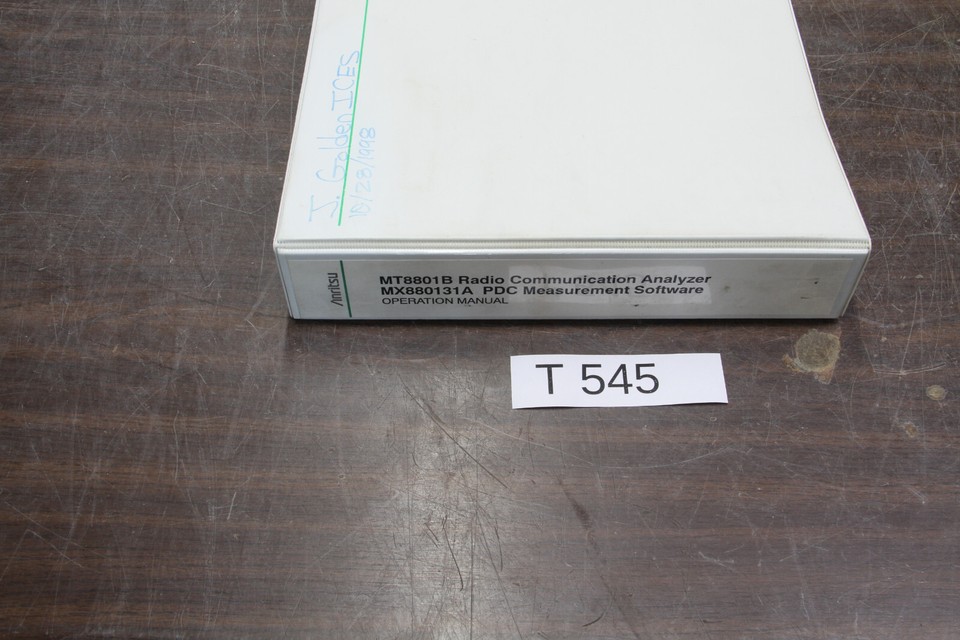 J. Golden ICES
10/28/1998
Anritsu
MT8801B Radio Communication Analyzer
MX880131A PDC Measurement Software
OPERATION MANUAL
T 545